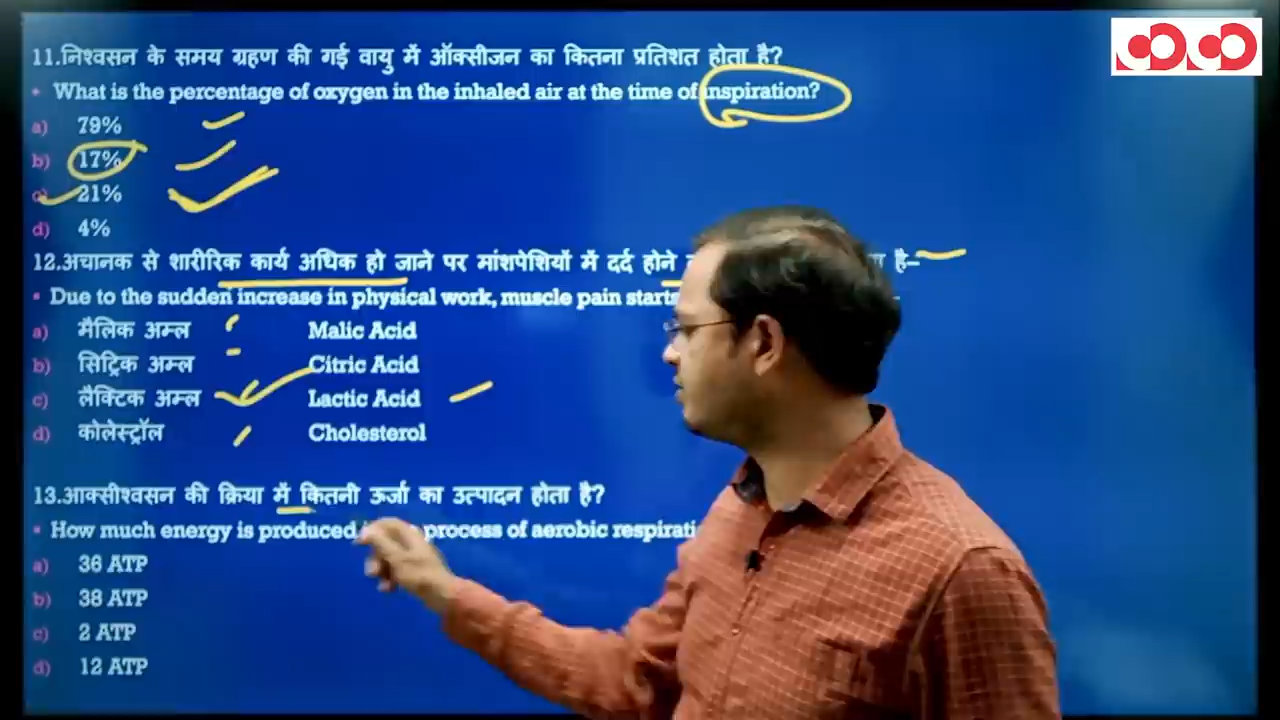 11.निश्वसन के समय ग्रहण की गई वायु में ऑक्सीजन का कितना प्रतिशत होता है?
• What is the percentage of oxygen in the inhaled air at the time of inspiration?
a) 79%
b) 17%
c) 21%
d) 4%
12.अचानक से शारीरिक कार्य अधिक हो जाने पर मांशपेशियों में दर्द होने है–
• Due to the sudden increase in physical work, muscle pain starts
a) मैलिक अम्ल Malic Acid
b) सिट्रिक अम्ल Citric Acid
c) लैक्टिक अम्ल Lactic Acid
d) कोलेस्ट्रॉल Cholesterol
13.आक्सीश्वसन की क्रिया में कितनी ऊर्जा का उत्पादन होता है?
• How much energy is produced process of aerobic
a) 36 ATP
b) 38 ATP
c) 2 ATP
d) 12 ATP